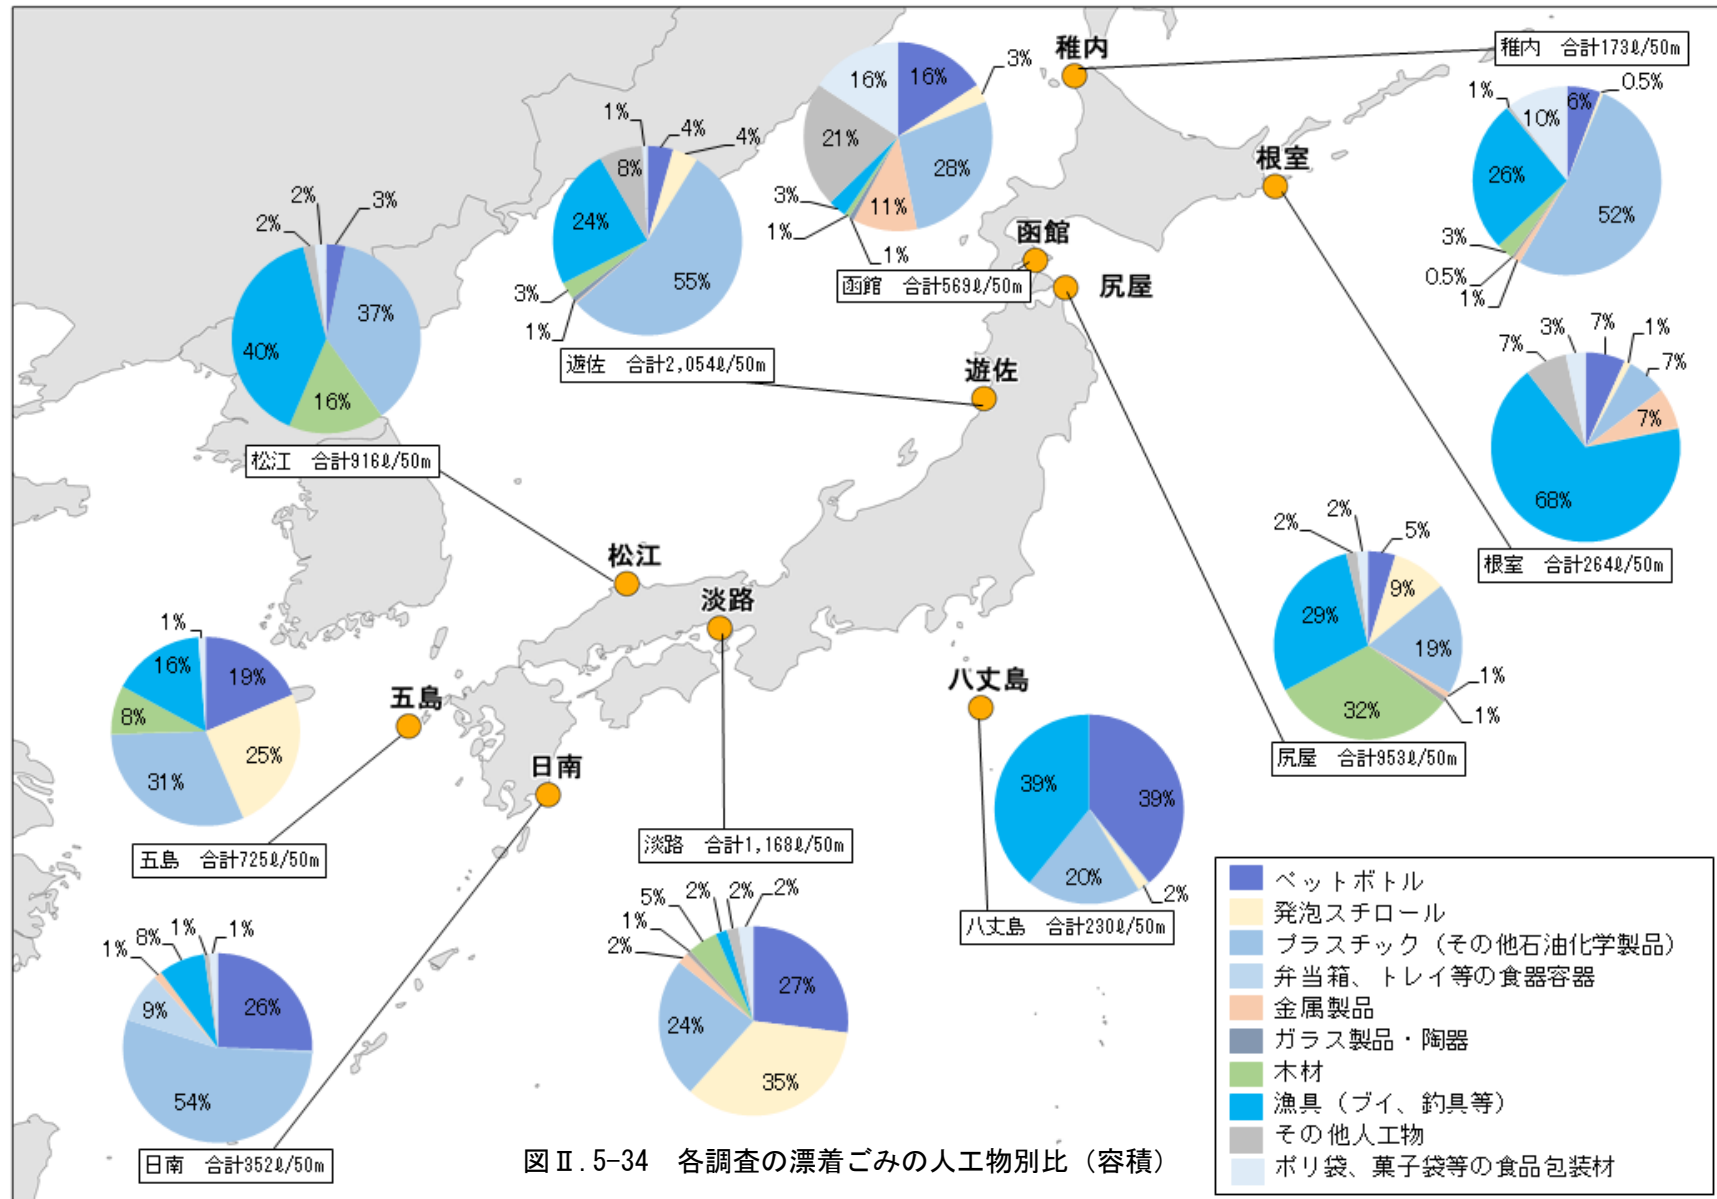 稚内
稚内 合計173ℓ/50m
6%
0.5%
52%
1%
0.5%
3%
26%
1%
10%
根室
7%
1%
7%
7%
68%
7%
3%
根室 合計264ℓ/50m
16%
3%
28%
11%
1%
1%
3%
21%
16%
函館
函館 合計569ℓ/50m
尻屋
5%
9%
19%
1%
1%
32%
29%
2%
2%
尻屋 合計953ℓ/50m
4%
4%
55%
1%
3%
24%
8%
1%
遊佐
遊佐 合計2,054ℓ/50m
3%
37%
16%
40%
2%
2%
松江 合計916ℓ/50m
松江
淡路
淡路 合計1,168ℓ/50m
27%
35%
24%
2%
1%
5%
2%
2%
2%
八丈島
39%
2%
20%
39%
八丈島 合計230ℓ/50m
五島
19%
25%
31%
8%
16%
1%
五島 合計725ℓ/50m
日南
26%
54%
9%
1%
8%
1%
1%
日南 合計352ℓ/50m
ペットボトル
発泡スチロール
プラスチック（その他石油化学製品）
弁当箱、トレイ等の食器容器
金属製品
ガラス製品・陶器
木材
漁具（ブイ、釣具等）
その他人工物
ポリ袋、菓子袋等の食品包装材
図Ⅱ.5-34 各調査の漂着ごみの人工物別比（容積）